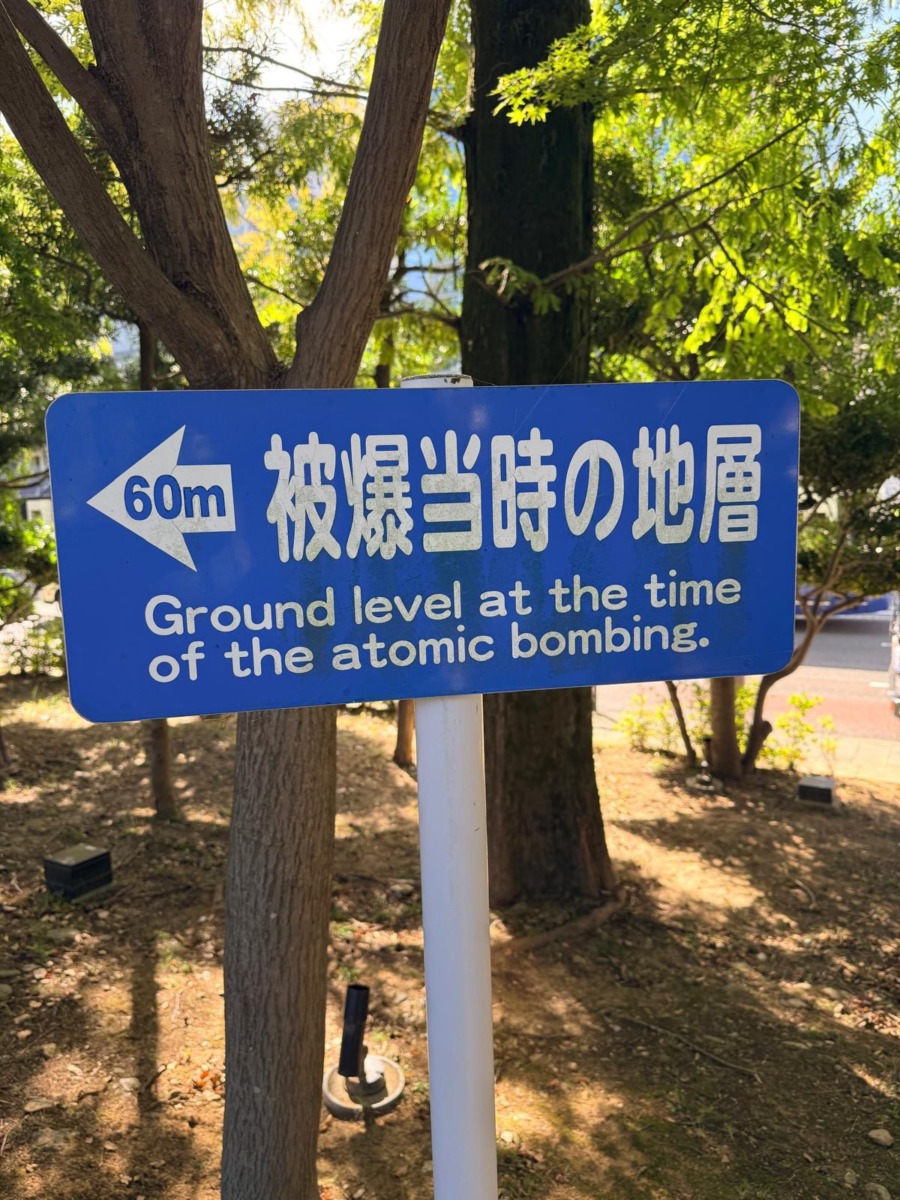 60m
被爆当時の地層
Ground level at the time
of the atomic bombing.